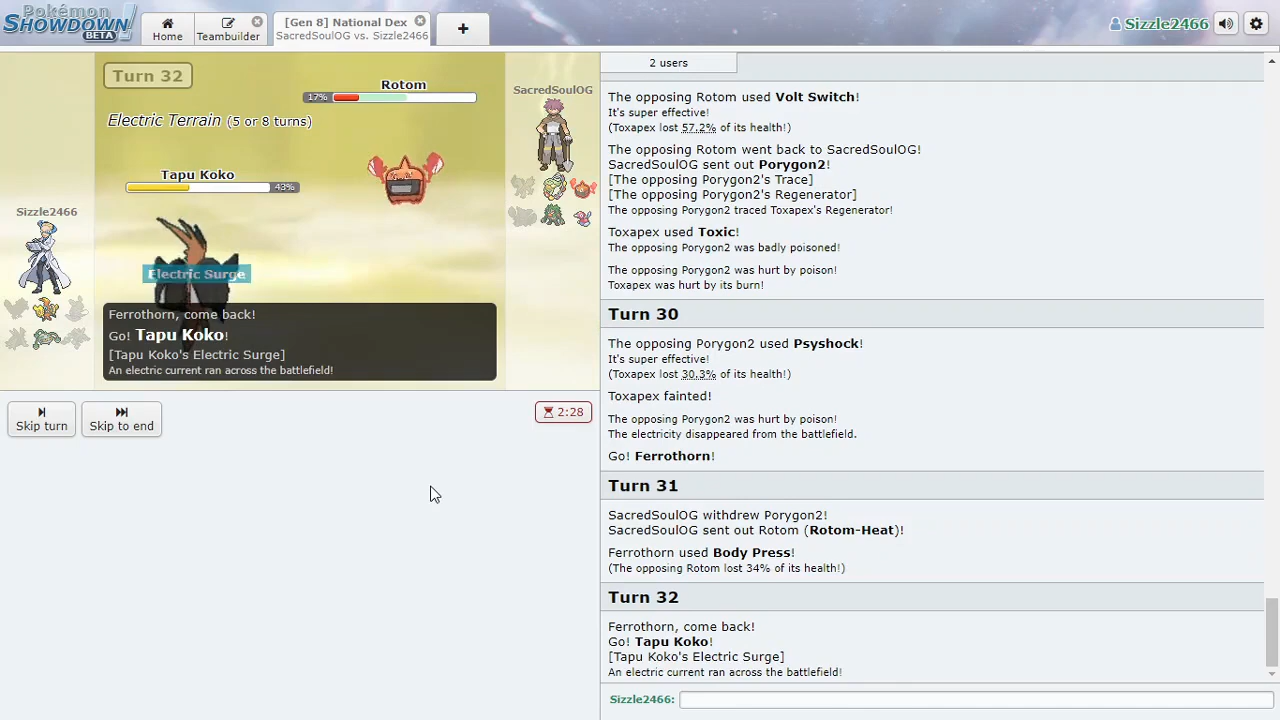 Pokémon
SHOWDOWN!
BETA
Home
Teambuilder
[Gen 8] National Dex
SacredSoulOG vs. Sizzle2466
+
Sizzle2466
Turn 32
Rotom
17%
Electric Terrain (5 or 8 turns)
Tapu Koko
43%
SacredSoulOG
Sizzle2466
Electric Surge
Ferrothorn, come back!
Go! Tapu Koko!
[Tapu Koko's Electric Surge]
An electric current ran across the battlefield!
Skip turn
Skip to end
2:28
2 users
The opposing Rotom used Volt Switch!
It's super effective!
(Toxapex lost 57.2% of its health!)
The opposing Rotom went back to SacredSoulOG!
SacredSoulOG sent out Porygon2!
[The opposing Porygon2's Trace]
[The opposing Porygon2's Regenerator]
The opposing Porygon2 traced Toxapex's Regenerator!
Toxapex used Toxic!
The opposing Porygon2 was badly poisoned!
The opposing Porygon2 was hurt by poison!
Toxapex was hurt by its burn!
Turn 30
The opposing Porygon2 used Psyshock!
It's super effective!
(Toxapex lost 30.3% of its health!)
Toxapex fainted!
The opposing Porygon2 was hurt by poison!
The electricity disappeared from the battlefield.
Go! Ferrothorn!
Turn 31
SacredSoulOG withdrew Porygon2!
SacredSoulOG sent out Rotom (Rotom-Heat)!
Ferrothorn used Body Press!
(The opposing Rotom lost 34% of its health!)
Turn 32
Ferrothorn, come back!
Go! Tapu Koko!
[Tapu Koko's Electric Surge]
An electric current ran across the battlefield!
Sizzle2466: